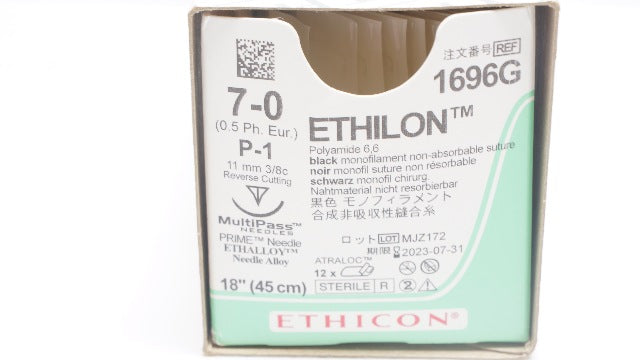 注文番号 REF
1696G
7-0
(0.5 Ph. Eur.)
P-1
11 mm 3/8c
Reverse Cutting
MultiPass™
NEEDLES
PRIME™ Needle
ETHALLOY™
Needle Alloy
18" (45 cm)
ETHILON™
Polyamide 6,6
black monofilament non-absorbable suture
noir monofil suture non résorbable
schwarz monofil chirurg.
Nahtmaterial nicht resorbierbar
黒色 モノフィラメント
合成非吸収性縫合糸
ロット LOT MJZ172
期限 2023-07-31
ATRALOC™
12 x
STERILE R 2
ETHICON®